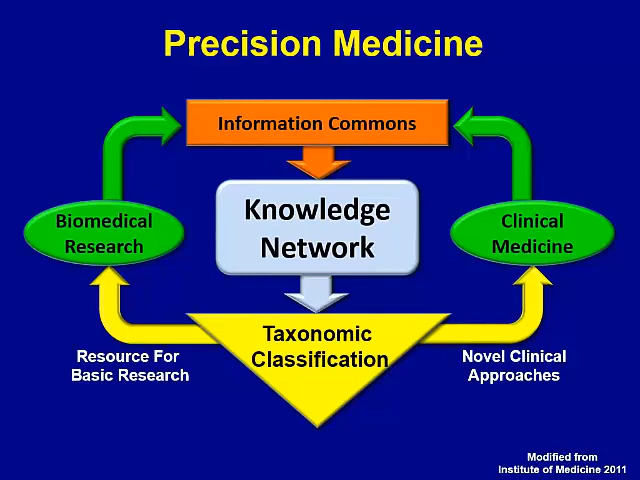 Precision Medicine
Information Commons
Biomedical
Research
Knowledge
Network
Clinical
Medicine
Taxonomic
Classification
Resource For
Basic Research
Novel Clinical
Approaches
Modified from
Institute of Medicine 2011